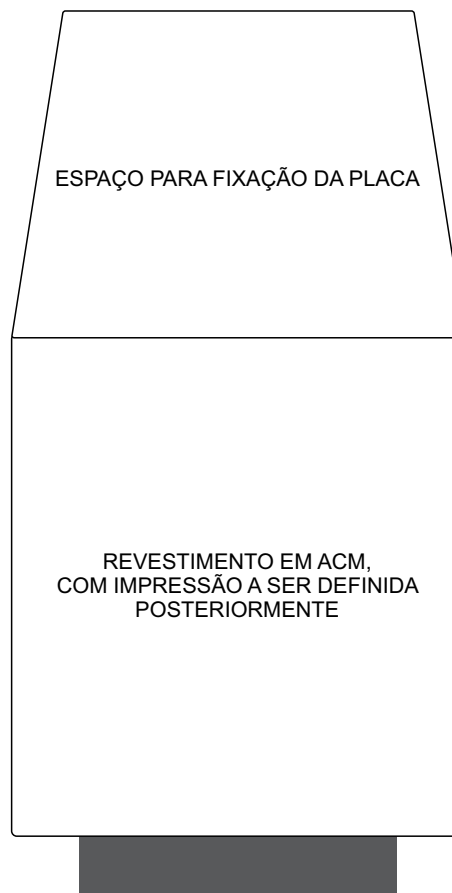 ESPAÇO PARA FIXAÇÃO DA PLACA
REVESTIMENTO EM ACM,
COM IMPRESSÃO A SER DEFINIDA
POSTERIORMENTE